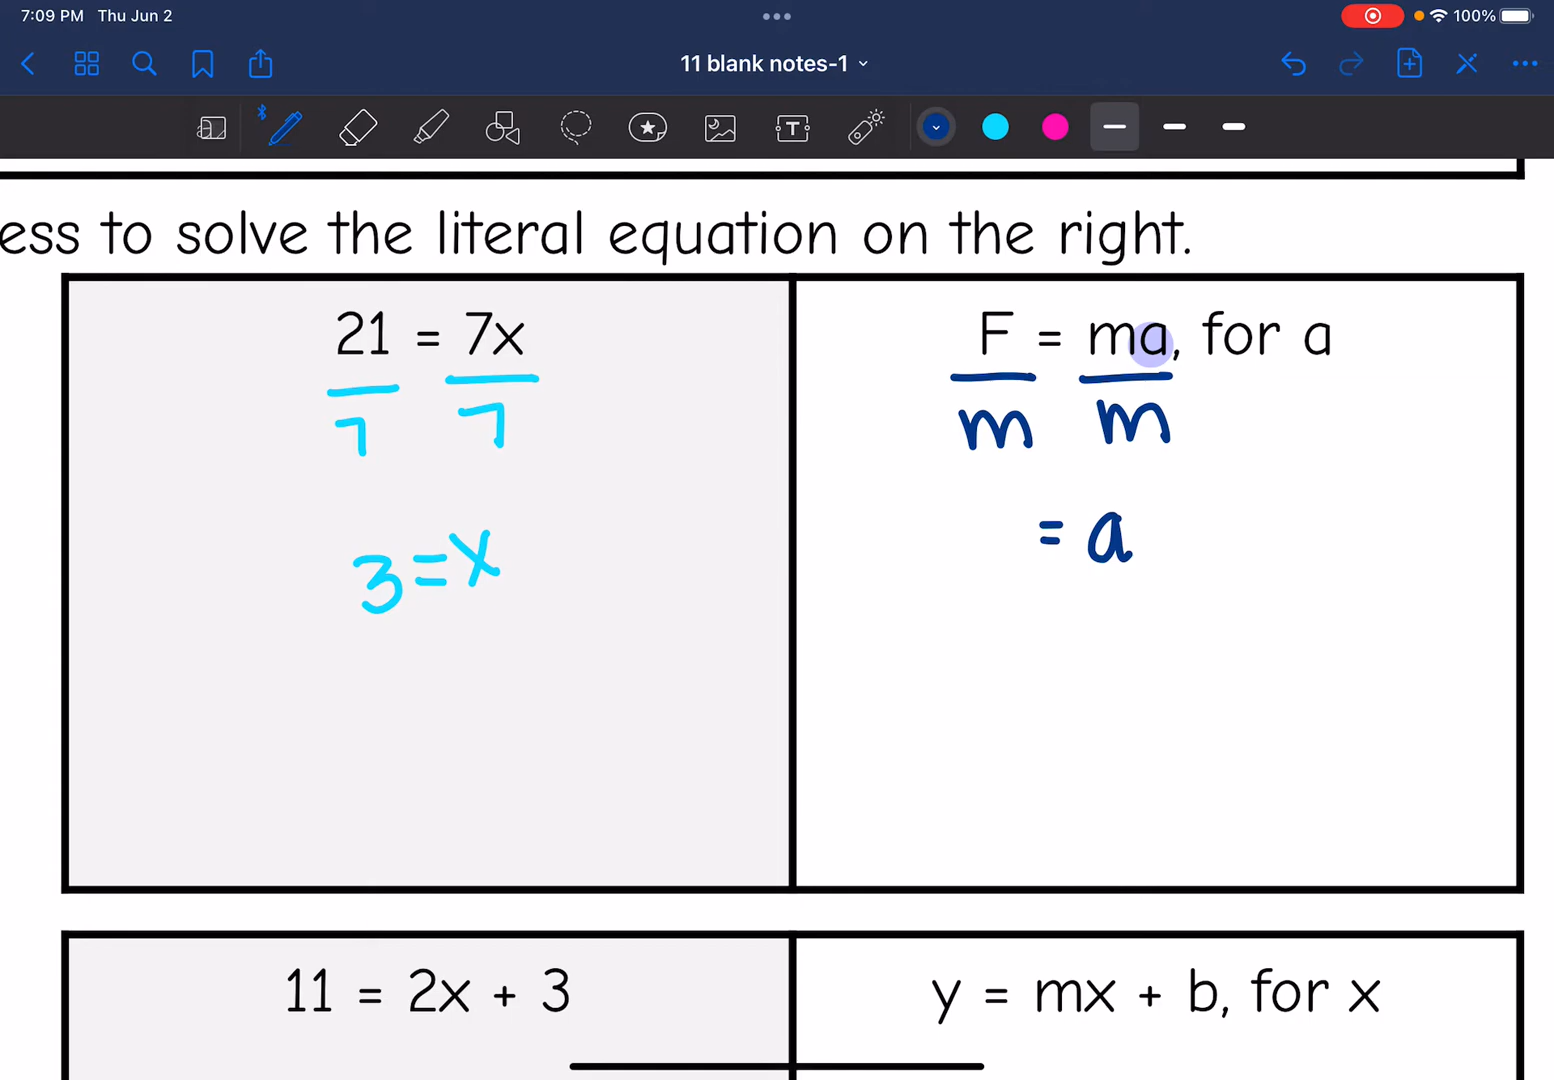 7:09 PM Thu Jun 2
100%
11 blank notes-1
T
ess to solve the literal equation on the right.
21 = 7x
7 7
3 = x
F = ma, for a
m m
= a
11 = 2x + 3
y = mx + b, for x